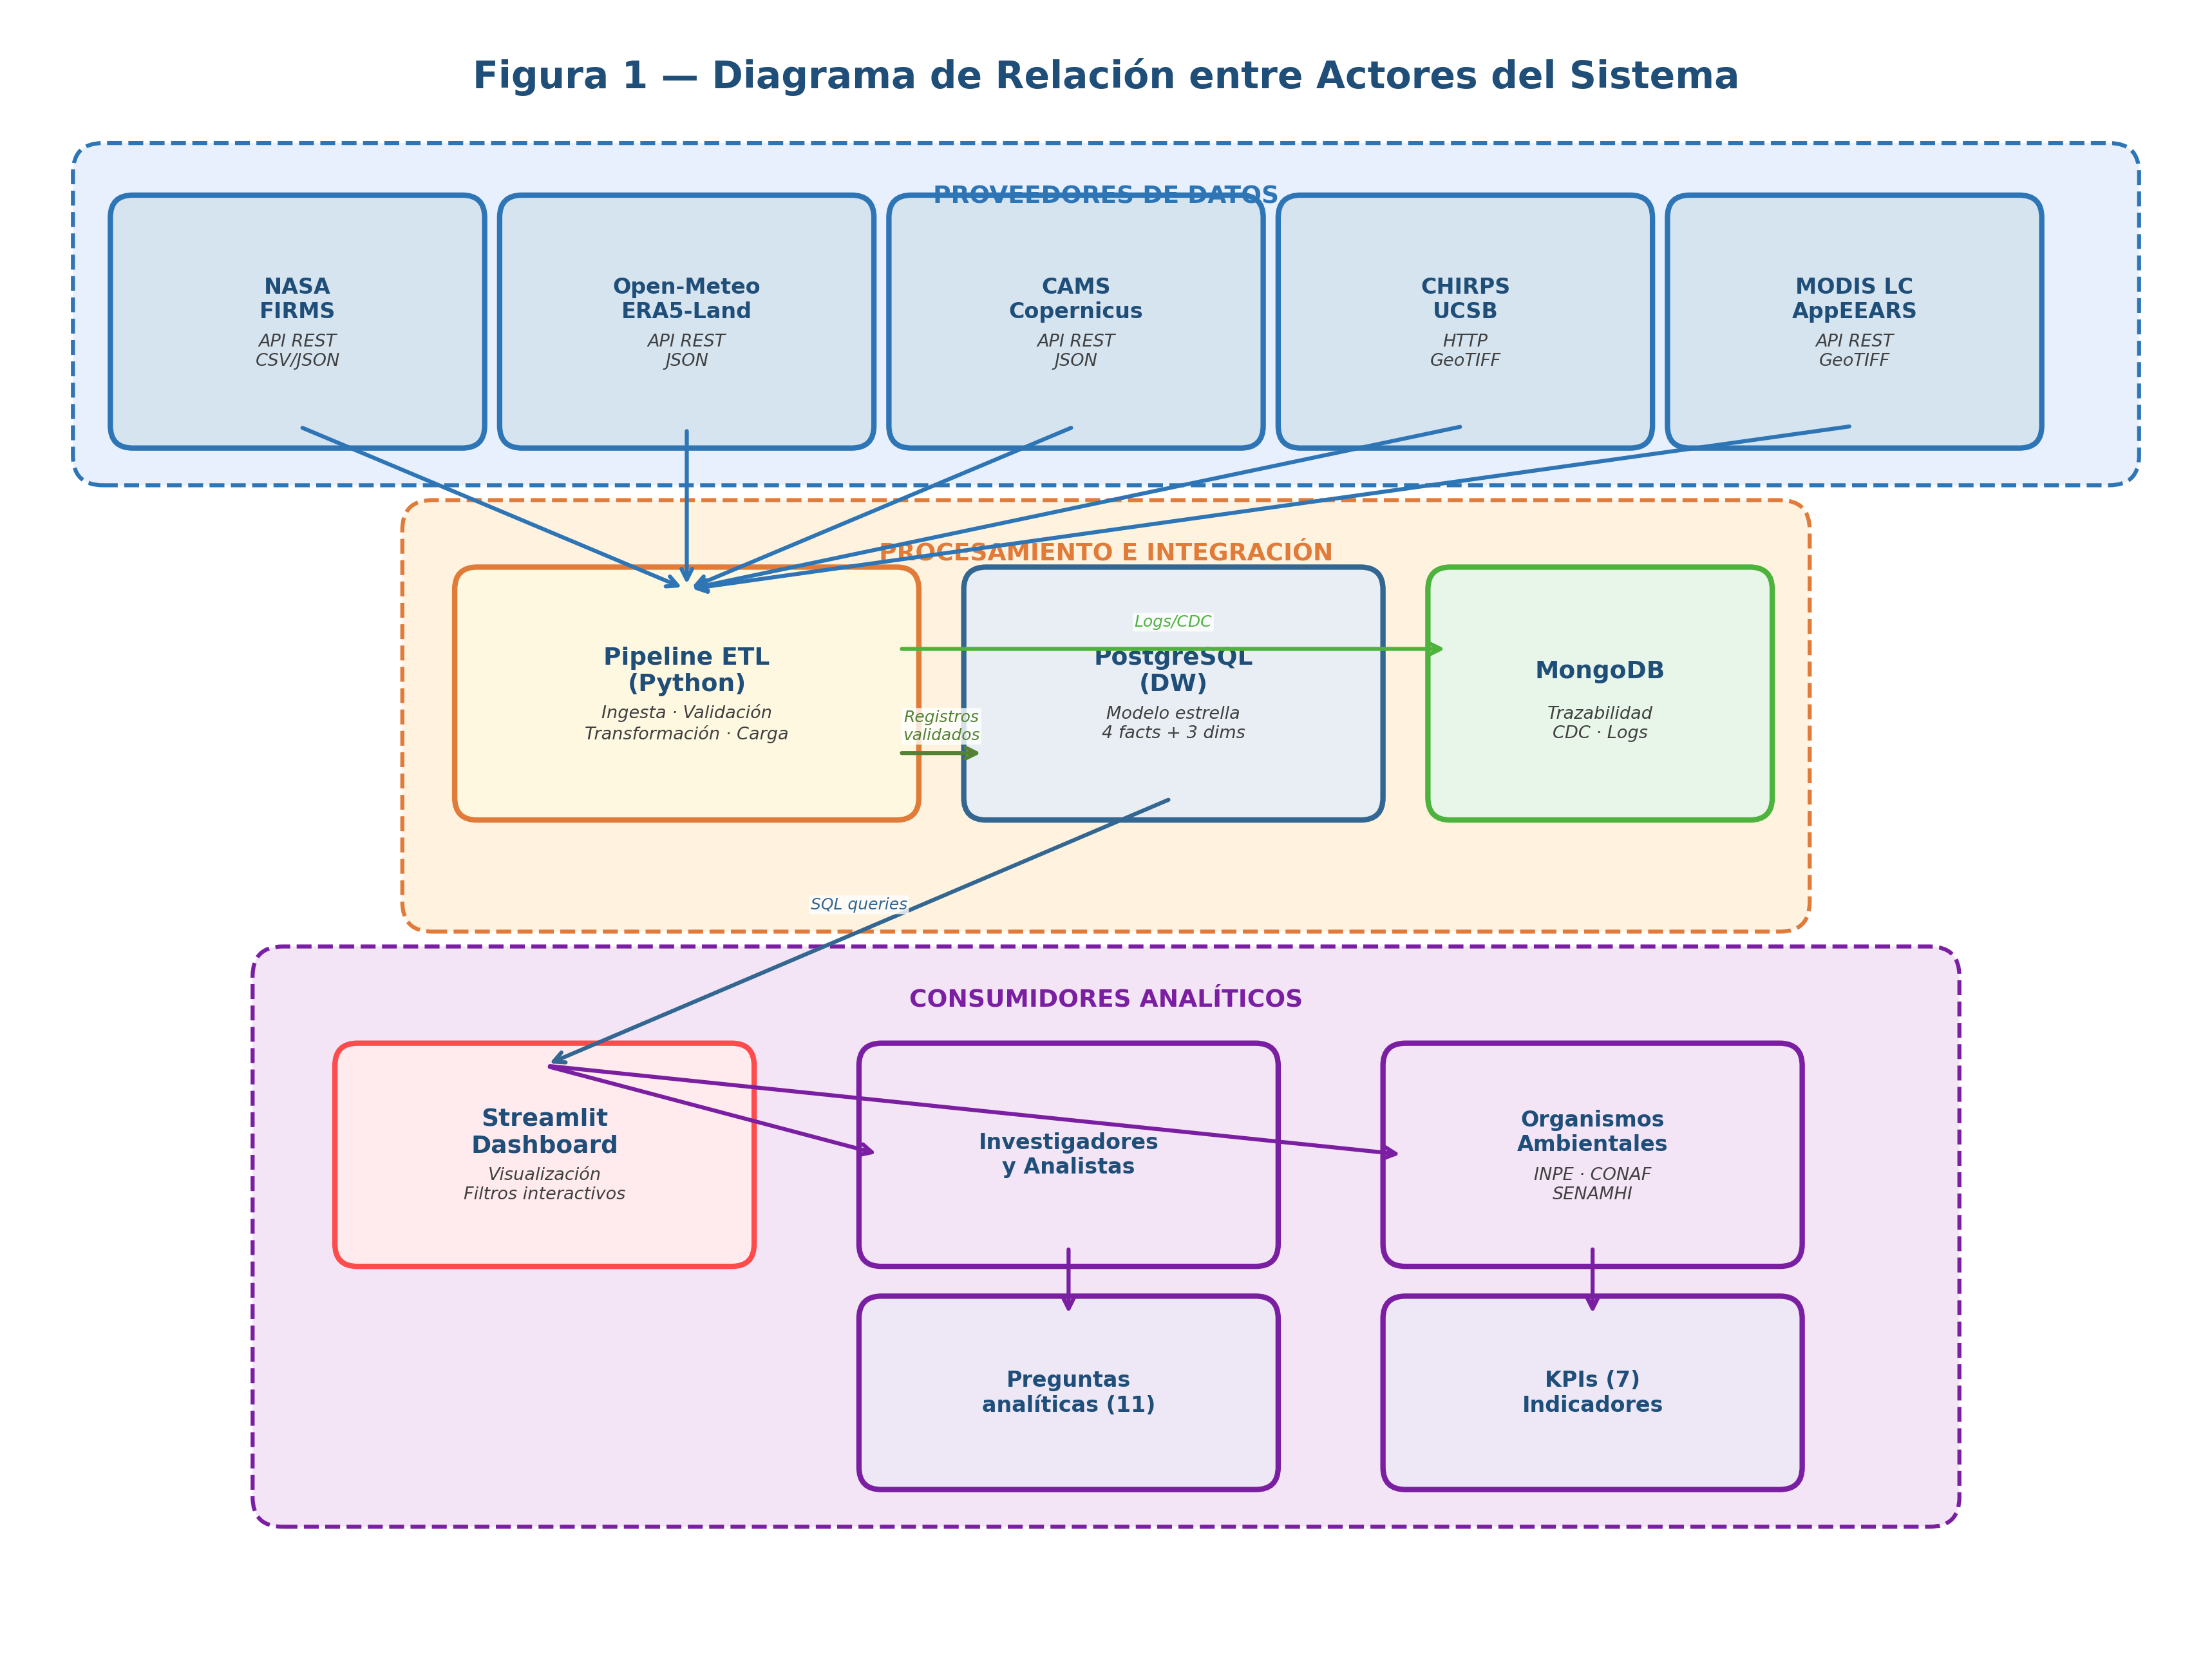 Figura 1 — Diagrama de Relación entre Actores del Sistema
PROVEEDORES DE DATOS
NASA
FIRMS
API REST
CSV/JSON
Open-Meteo
ERA5-Land
API REST
JSON
CAMS
Copernicus
API REST
JSON
CHIRPS
UCSB
HTTP
GeoTIFF
MODIS LC
AppEEARS
API REST
GeoTIFF
PROCESAMIENTO E INTEGRACIÓN
Pipeline ETL
(Python)
Ingesta · Validación
Transformación · Carga
Logs/CDC
Registros
validados
PostgreSQL
(DW)
Modelo estrella
4 facts + 3 dims
MongoDB
Trazabilidad
CDC · Logs
SQL queries
CONSUMIDORES ANALÍTICOS
Streamlit
Dashboard
Visualización
Filtros interactivos
Investigadores
y Analistas
Organismos
Ambientales
INPE · CONAF
SENAMHI
Preguntas
analíticas (11)
KPIs (7)
Indicadores